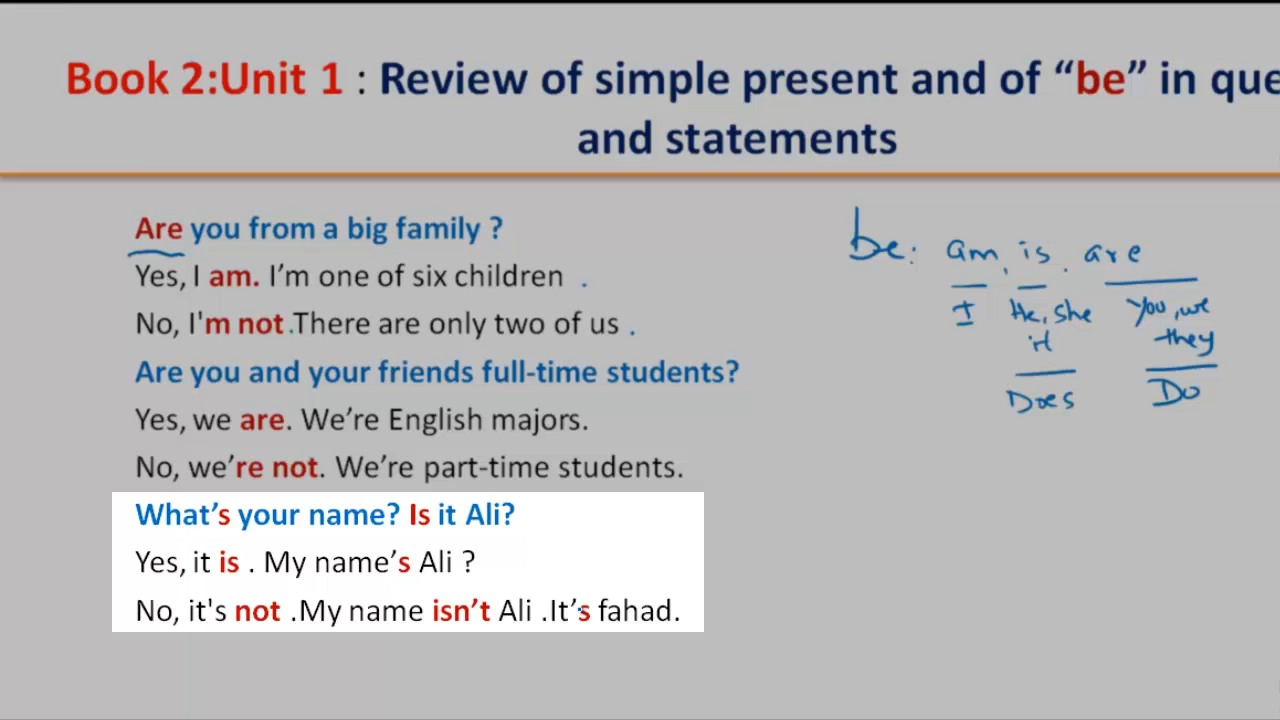 Book 2:Unit 1 : Review of simple present and of “be” in que
and statements
Are you from a big family ?
Yes, I am. I’m one of six children .
No, I'm not .There are only two of us .
Are you and your friends full-time students?
Yes, we are. We’re English majors.
No, we’re not. We’re part-time students.
What’s your name? Is it Ali?
Yes, it is . My name’s Ali ?
No, it's not .My name isn’t Ali .It’s fahad.
be: am, is. are
I He, she You, we
it they
Does Do